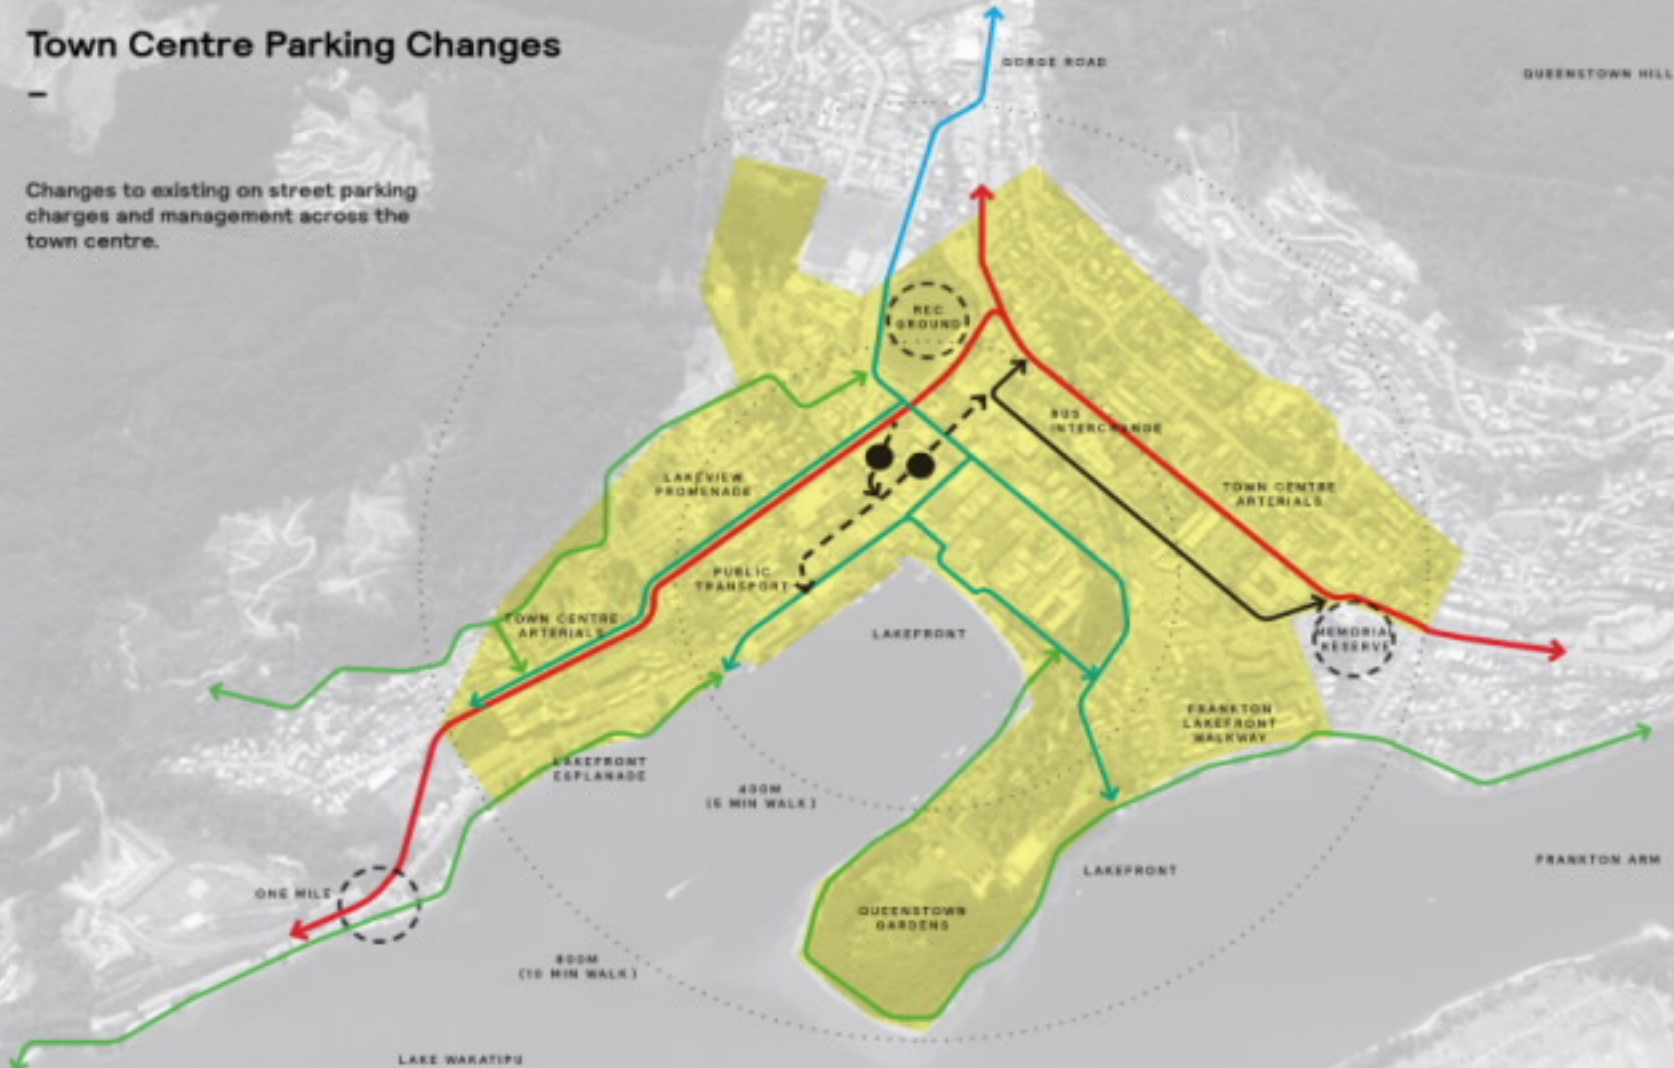 Town Centre Parking Changes
–
Changes to existing on street parking
charges and management across the
town centre.
GORGE ROAD
QUEENSTOWN HILL
REC
GROUND
BUS
INTERCHANGE
LAKEVIEW
PROMENADE
TOWN CENTRE
ARTERIALS
PUBLIC
TRANSPORT
TOWN CENTRE
ARTERIALS
LAKEFRONT
MEMORIAL
RESERVE
FRANKTON
LAKEFRONT
WALKWAY
LAKEFRONT
ESPLANADE
400M
(5 MIN WALK)
FRANKTON ARM
LAKEFRONT
ONE MILE
QUEENSTOWN
GARDENS
800M
(10 MIN WALK)
LAKE WAKATIPU